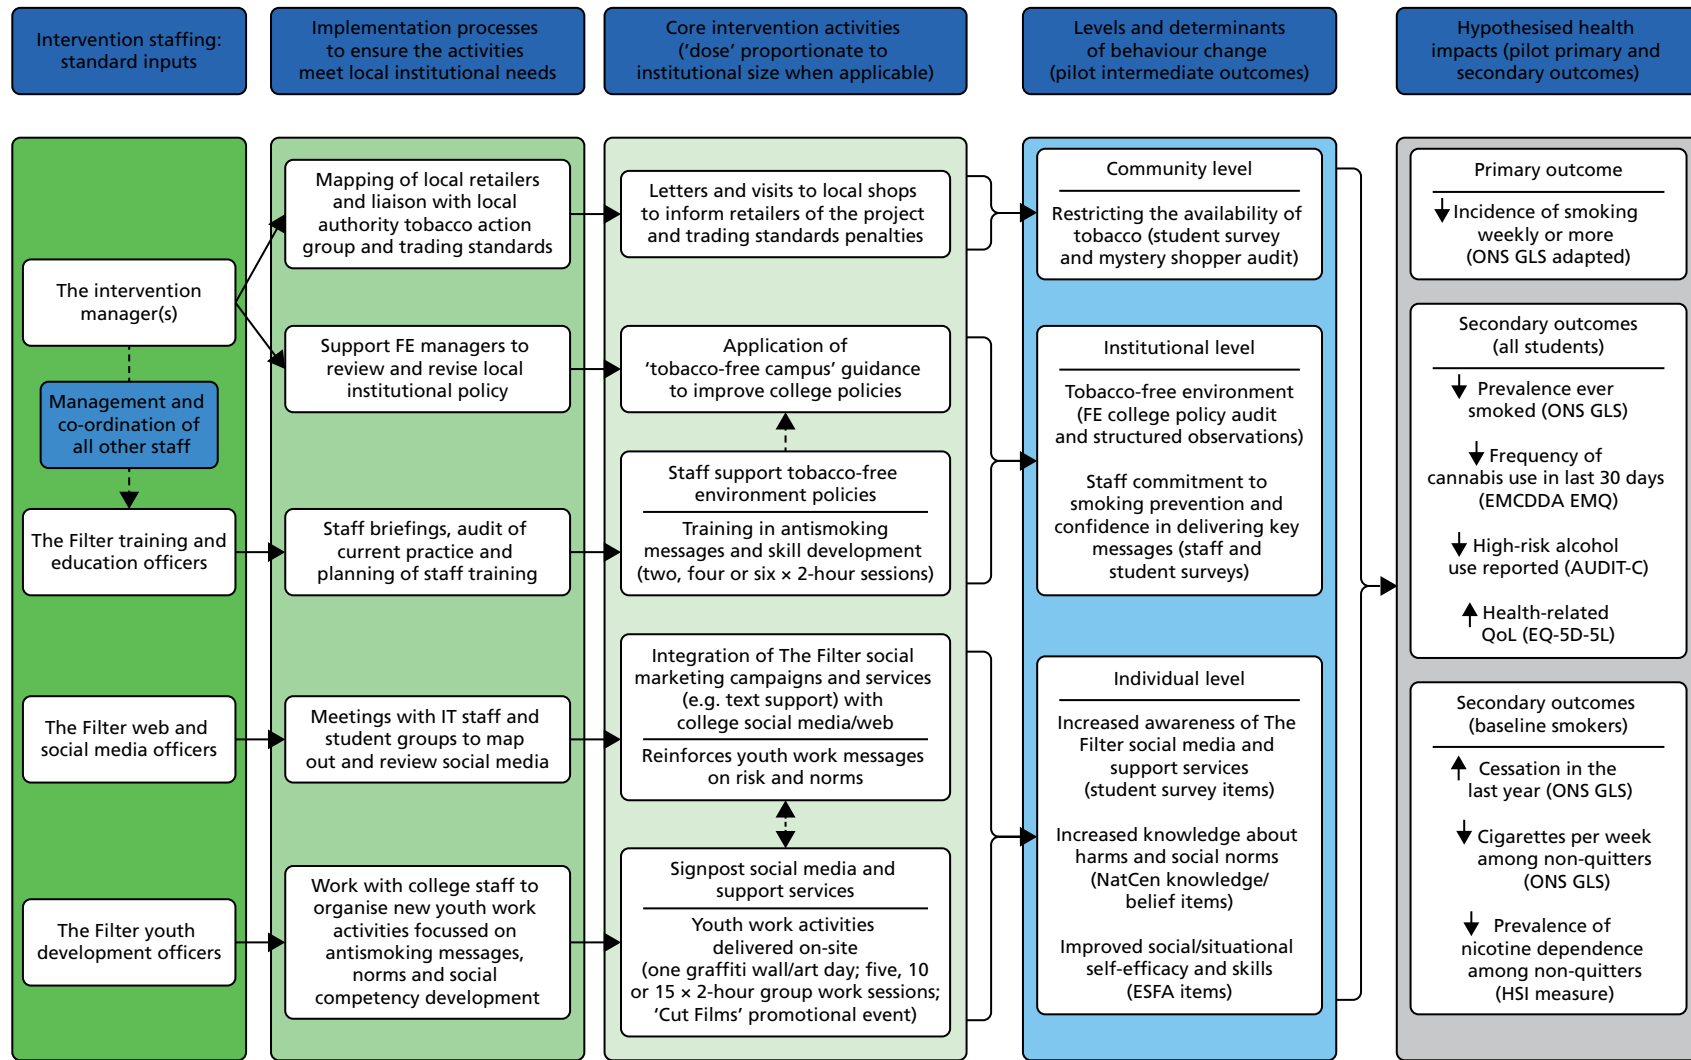 Intervention staffing:
standard inputs
Implementation processes
to ensure the activities
meet local institutional needs
Core intervention activities
(‘dose’ proportionate to
institutional size when applicable)
Levels and determinants
of behaviour change
(pilot intermediate outcomes)
Hypothesised health
impacts (pilot primary and
secondary outcomes)
The intervention
manager(s)
Management and
co-ordination of
all other staff
The Filter training and
education officers
The Filter web and
social media officers
The Filter youth
development officers
Mapping of local retailers
and liaison with local
authority tobacco action
group and trading standards
Support FE managers to
review and revise local
institutional policy
Staff briefings, audit of
current practice and
planning of staff training
Meetings with IT staff and
student groups to map
out and review social media
Work with college staff to
organise new youth work
activities focussed on
antismoking messages,
norms and social
competency development
Letters and visits to local shops
to inform retailers of the project
and trading standards penalties
Application of
‘tobacco-free campus’ guidance
to improve college policies
Staff support tobacco-free
environment policies
Training in antismoking
messages and skill development
(two, four or six × 2-hour sessions)
Integration of The Filter social
marketing campaigns and services
(e.g. text support) with
college social media/web
Reinforces youth work messages
on risk and norms
Signpost social media and
support services
Youth work activities
delivered on-site
(one graffiti wall/art day; five, 10
or 15 × 2-hour group work sessions;
‘Cut Films’ promotional event)
Community level
Restricting the availability of
tobacco (student survey
and mystery shopper audit)
Institutional level
Tobacco-free environment
(FE college policy audit
and structured observations)
Staff commitment to
smoking prevention and
confidence in delivering key
messages (staff and
student surveys)
Individual level
Increased awareness of The
Filter social media and
support services
(student survey items)
Increased knowledge about
harms and social norms
(NatCen knowledge/
belief items)
Improved social/situational
self-efficacy and skills
(ESFA items)
Primary outcome
Incidence of smoking
weekly or more
(ONS GLS adapted)
Secondary outcomes
(all students)
Prevalence ever
smoked (ONS GLS)
Frequency of
cannabis use in last 30 days
(EMCDDA EMQ)
High-risk alcohol
use reported (AUDIT-C)
Health-related
QoL (EQ-5D-5L)
Secondary outcomes
(baseline smokers)
Cessation in the
last year (ONS GLS)
Cigarettes per week
among non-quitters
(ONS GLS)
Prevalence of
nicotine dependence
among non-quitters
(HSI measure)